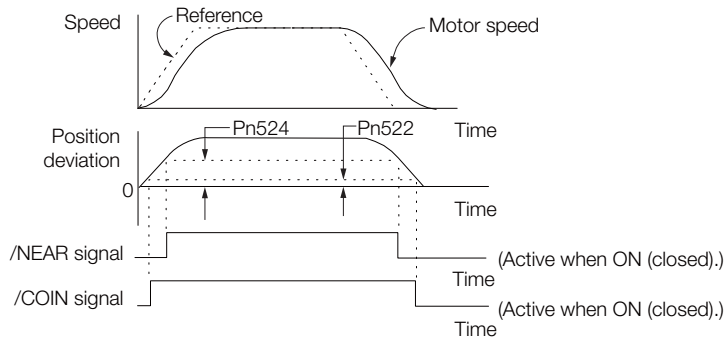 Reference
Speed
Motor speed
Time
Pn524
Pn522
Position
deviation
0
Time
/NEAR signal
(Active when ON (closed).)
Time
/COIN signal
(Active when ON (closed).)
Time